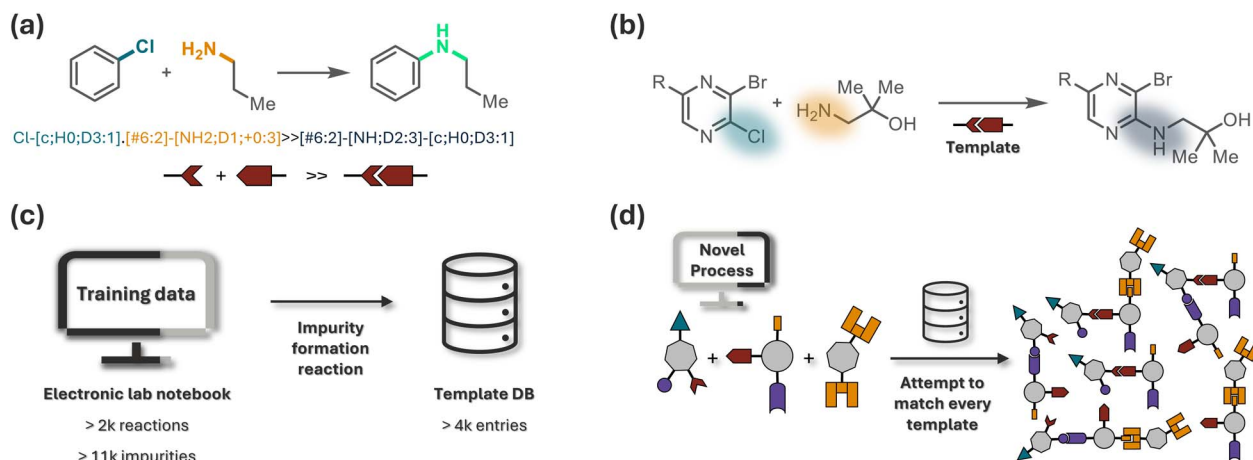 (a)
Cl
H₂N
+
H
N
Me
Me
Cl-[c;H0;D3:1].[#6:2]-[NH2;D1;+0:3]>>[#6:2]-[NH;D2:3]-[c;H0;D3:1]
+ >>
(b)
R
N
Br
N
Cl
+
H₂N
Me
Me
OH
Template
R
N
Br
N
N
H
OH
Me
Me
(c)
Training data
Electronic lab notebook
> 2k reactions
> 11k impurities
Impurity
formation
reaction
Template DB
> 4k entries
(d)
Novel
Process
+ +
Attempt to
match every
template